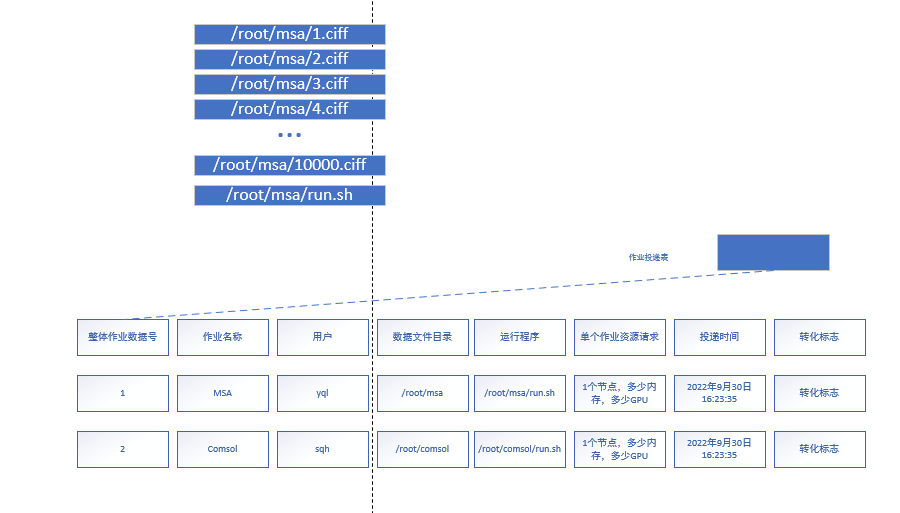 /root/msa/1.ciff
/root/msa/2.ciff
/root/msa/3.ciff
/root/msa/4.ciff
...
/root/msa/10000.ciff
/root/msa/run.sh
作业投递表
整体作业数据号 作业名称 用户 数据文件目录 运行程序 单个作业资源请求 投递时间 转化标志
1 MSA yql /root/msa /root/msa/run.sh 1个节点，多少内存，多少GPU 2022年9月30日 16:23:35 转化标志
2 Comsol sqh /root/comsol /root/comsol/run.sh 1个节点，多少内存，多少GPU 2022年9月30日 16:23:35 转化标志